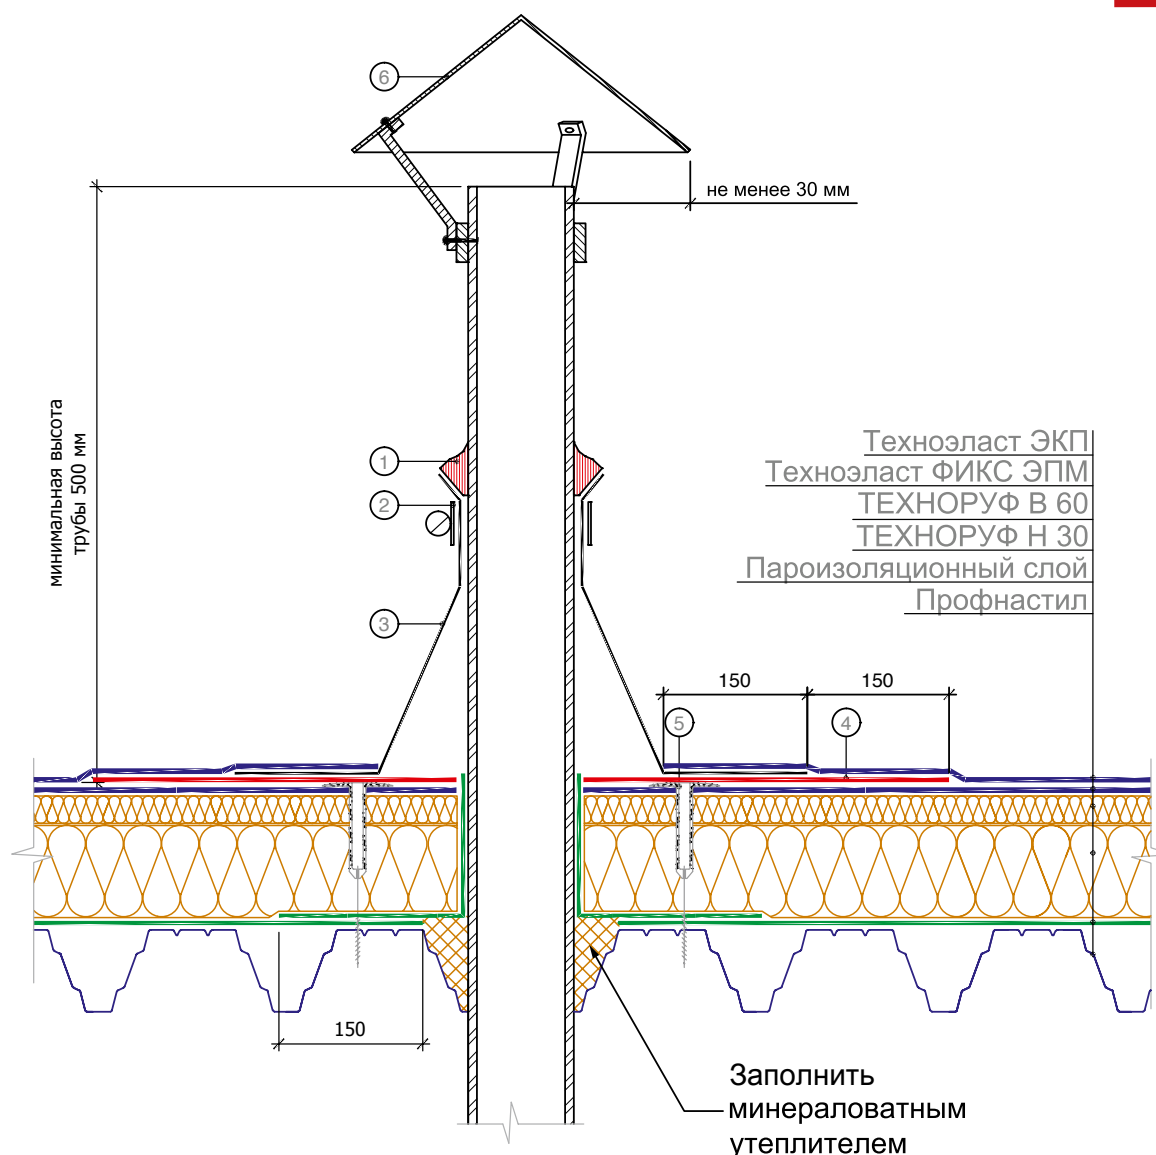 6
не менее 30 мм
минимальная высота
трубы 500 мм
1
2
3
Техноэласт ЭКП
Техноэласт ФИКС ЭПМ
ТЕХНОРУФ В 60
ТЕХНОРУФ Н 30
Пароизоляционный слой
Профнастил
150
150
5
4
150
Заполнить
минераловатным
утеплителем